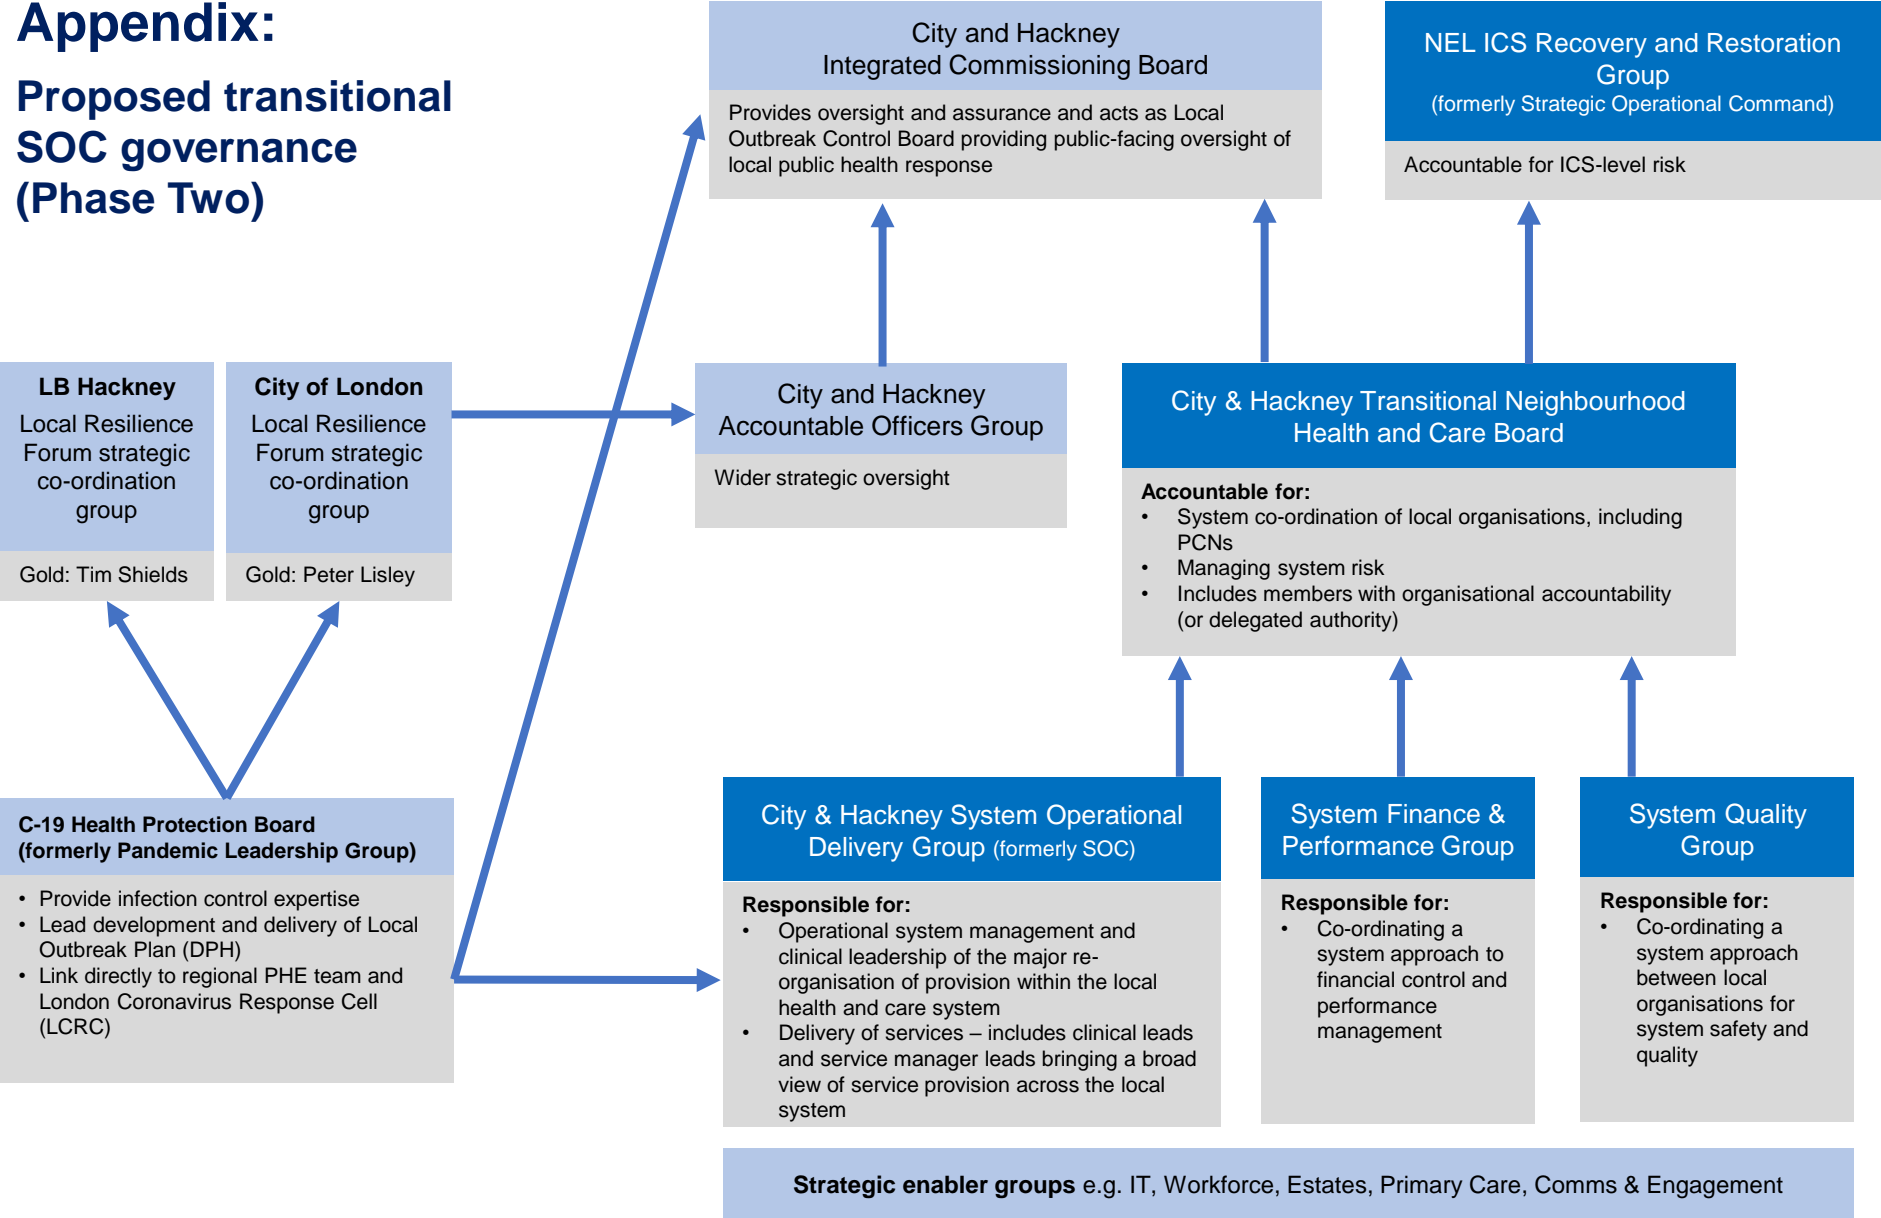 Appendix:
Proposed transitional
SOC governance
(Phase Two)
City and Hackney
Integrated Commissioning Board
Provides oversight and assurance and acts as Local
Outbreak Control Board providing public-facing oversight of
local public health response
NEL ICS Recovery and Restoration
Group
(formerly Strategic Operational Command)
Accountable for ICS-level risk
LB Hackney
Local Resilience
Forum strategic
co-ordination
group
Gold: Tim Shields
City of London
Local Resilience
Forum strategic
co-ordination
group
Gold: Peter Lisley
City and Hackney
Accountable Officers Group
Wider strategic oversight
City & Hackney Transitional Neighbourhood
Health and Care Board
Accountable for:
• System co-ordination of local organisations, including
PCNs
• Managing system risk
• Includes members with organisational accountability
(or delegated authority)
C-19 Health Protection Board
(formerly Pandemic Leadership Group)
• Provide infection control expertise
• Lead development and delivery of Local
Outbreak Plan (DPH)
• Link directly to regional PHE team and
London Coronavirus Response Cell
(LCRC)
City & Hackney System Operational
Delivery Group (formerly SOC)
Responsible for:
• Operational system management and
clinical leadership of the major re-
organisation of provision within the local
health and care system
• Delivery of services – includes clinical leads
and service manager leads bringing a broad
view of service provision across the local
system
System Finance &
Performance Group
Responsible for:
• Co-ordinating a
system approach to
financial control and
performance
management
System Quality
Group
Responsible for:
• Co-ordinating a
system approach
between local
organisations for
system safety and
quality
Strategic enabler groups e.g. IT, Workforce, Estates, Primary Care, Comms & Engagement